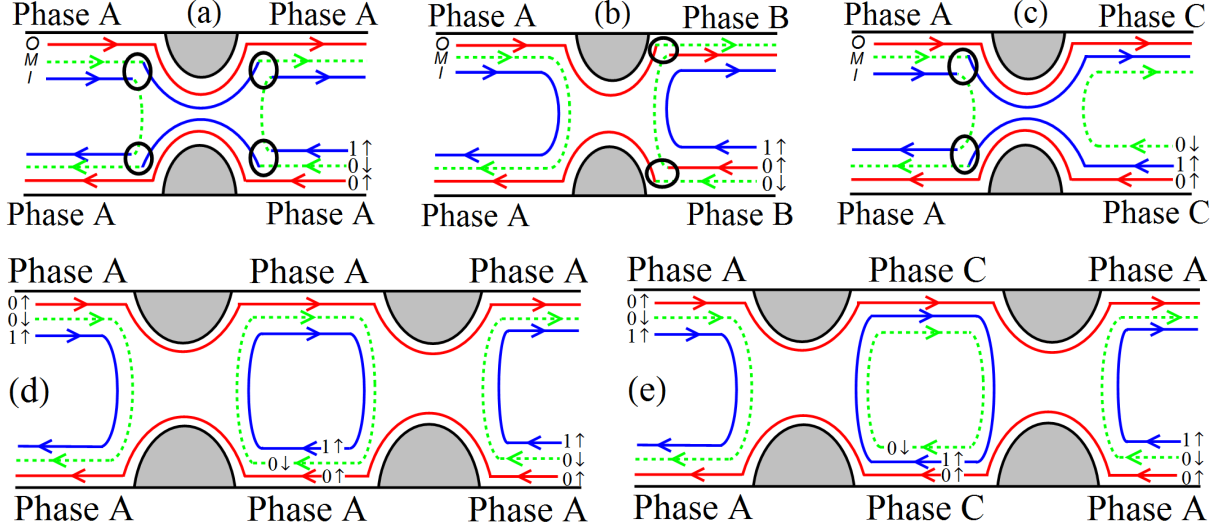 Phase A (a) Phase A
O
M
I
1↑
0↓
0↑
Phase A Phase A
Phase A (b) Phase B
O
M
I
1↑
0↑
0↓
Phase A Phase B
Phase A (c) Phase C
O
M
I
0↓
1↑
0↑
Phase A Phase C
Phase A Phase A Phase A
0↑
0↓
1↑
(d)
1↑ 1↑
0↓ 0↓
0↑ 0↑
Phase A Phase A Phase A
Phase A Phase C Phase A
0↑
0↓
1↑
(e)
0↓ 1↑
1↑ 0↓
0↑ 0↑
Phase A Phase C Phase A